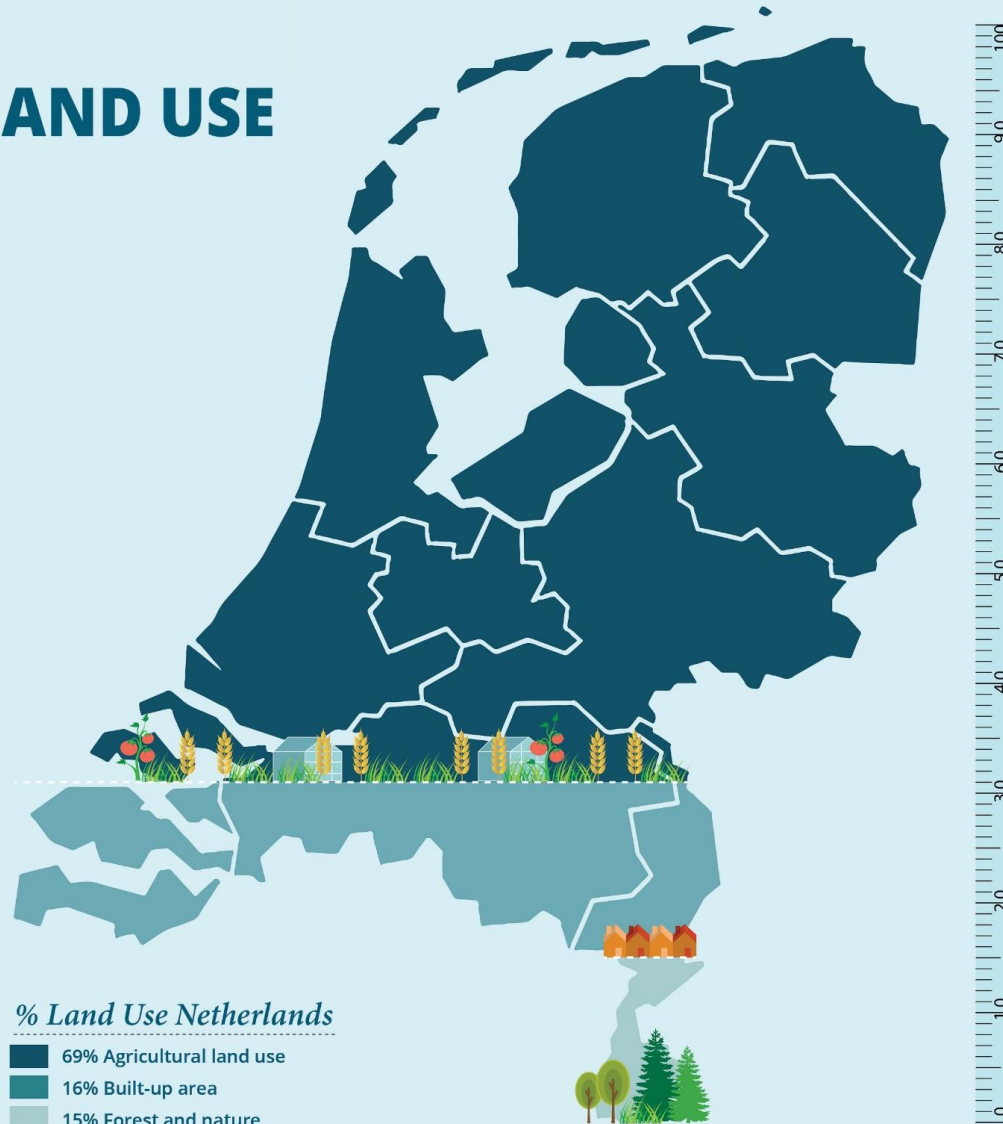 AND USE
100
90
80
70
60
50
40
30
20
10
0
% Land Use Netherlands
69% Agricultural land use
16% Built-up area
15% Forest and nature